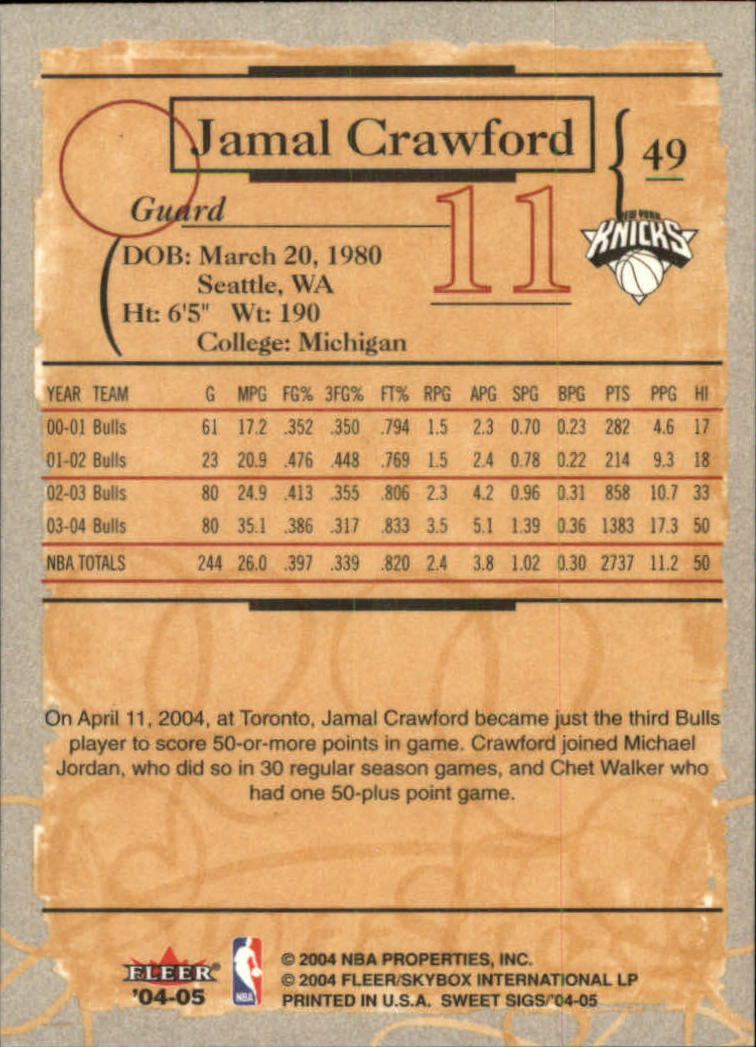 Jamal Crawford
49
Guard
11
NEW YORK
KNICKS
DOB: March 20, 1980
Seattle, WA
Ht: 6'5" Wt: 190
College: Michigan
YEAR TEAM G MPG FG% 3FG% FT% RPG APG SPG BPG PTS PPG HI
00-01 Bulls 61 17.2 .352 .350 .794 1.5 2.3 0.70 0.23 282 4.6 17
01-02 Bulls 23 20.9 .476 .448 .769 1.5 2.4 0.78 0.22 214 9.3 18
02-03 Bulls 80 24.9 .413 .355 .806 2.3 4.2 0.96 0.31 858 10.7 33
03-04 Bulls 80 35.1 .386 .317 .833 3.5 5.1 1.39 0.36 1383 17.3 50
NBA TOTALS 244 26.0 .397 .339 .820 2.4 3.8 1.02 0.30 2737 11.2 50
On April 11, 2004, at Toronto, Jamal Crawford became just the third Bulls
player to score 50-or-more points in game. Crawford joined Michael
Jordan, who did so in 30 regular season games, and Chet Walker who
had one 50-plus point game.
FLEER®
'04-05
NBA
© 2004 NBA PROPERTIES, INC.
© 2004 FLEER/SKYBOX INTERNATIONAL LP
PRINTED IN U.S.A. SWEET SIGS/'04-05